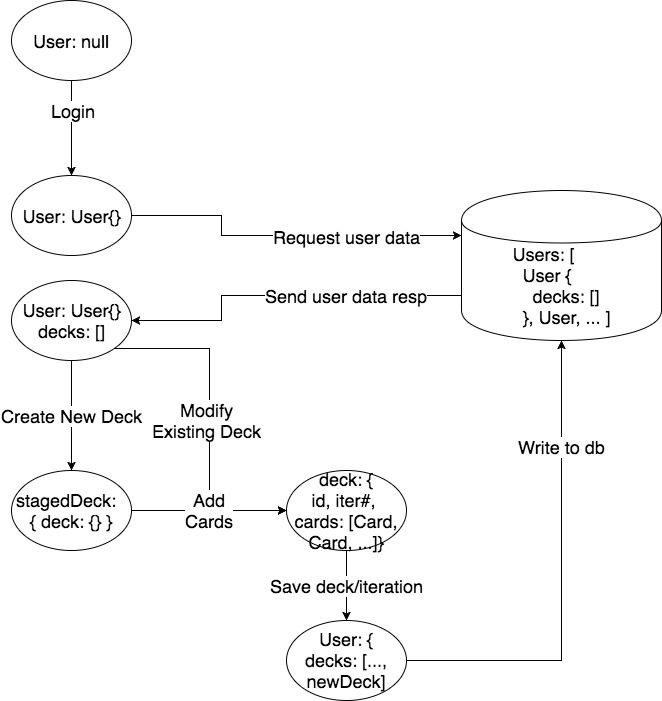 User: null
Login
User: User{}
Request user data
Users: [
User {
decks: []
}, User, ... ]
Send user data resp
User: User{}
decks: []
Create New Deck
Modify
Existing Deck
stagedDeck:
{ deck: {} }
Add
Cards
deck: {
id, iter#,
cards: [Card,
Card, ...]}
Write to db
Save deck/iteration
User: {
decks: [...,
newDeck]